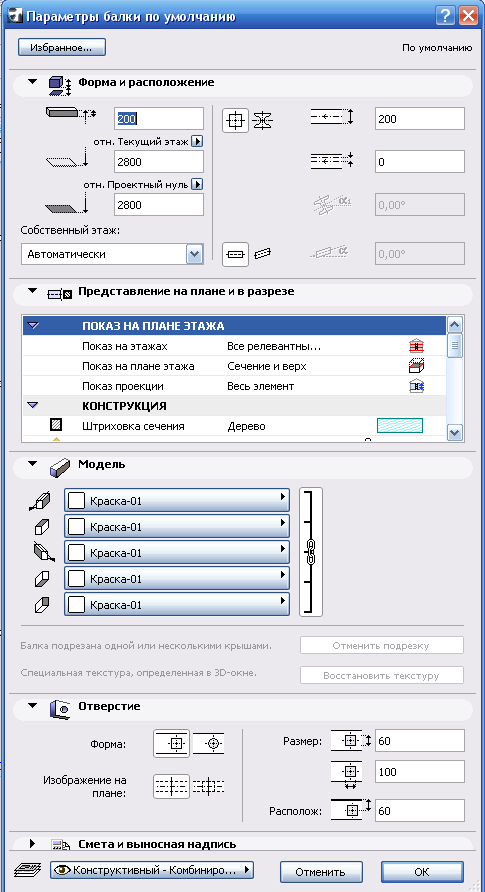 Параметры балки по умолчанию
Избранное...
По умолчанию
Форма и расположение
200
200
отн. Текущий этаж
2800
0
отн. Проектный нуль
2800
α1
0,00°
Собственный этаж:
Автоматически
α
0,00°
Представление на плане и в разрезе
ПОКАЗ НА ПЛАНЕ ЭТАЖА
Показ на этажах Все релевантны...
Показ на плане этажа Сечение и верх
Показ проекции Весь элемент
КОНСТРУКЦИЯ
Штриховка сечения Дерево
Модель
Краска-01
Краска-01
Краска-01
Краска-01
Краска-01
Балка подрезана одной или несколькими крышами.
Отменить подрезку
Специальная текстура, определенная в 3D-окне.
Восстановить текстуру
Отверстие
Форма:
Размер:
60
Изображение на
плане:
100
Располож:
60
Смета и выносная надпись
Конструктивный - Комбиниро...
Отменить
OK